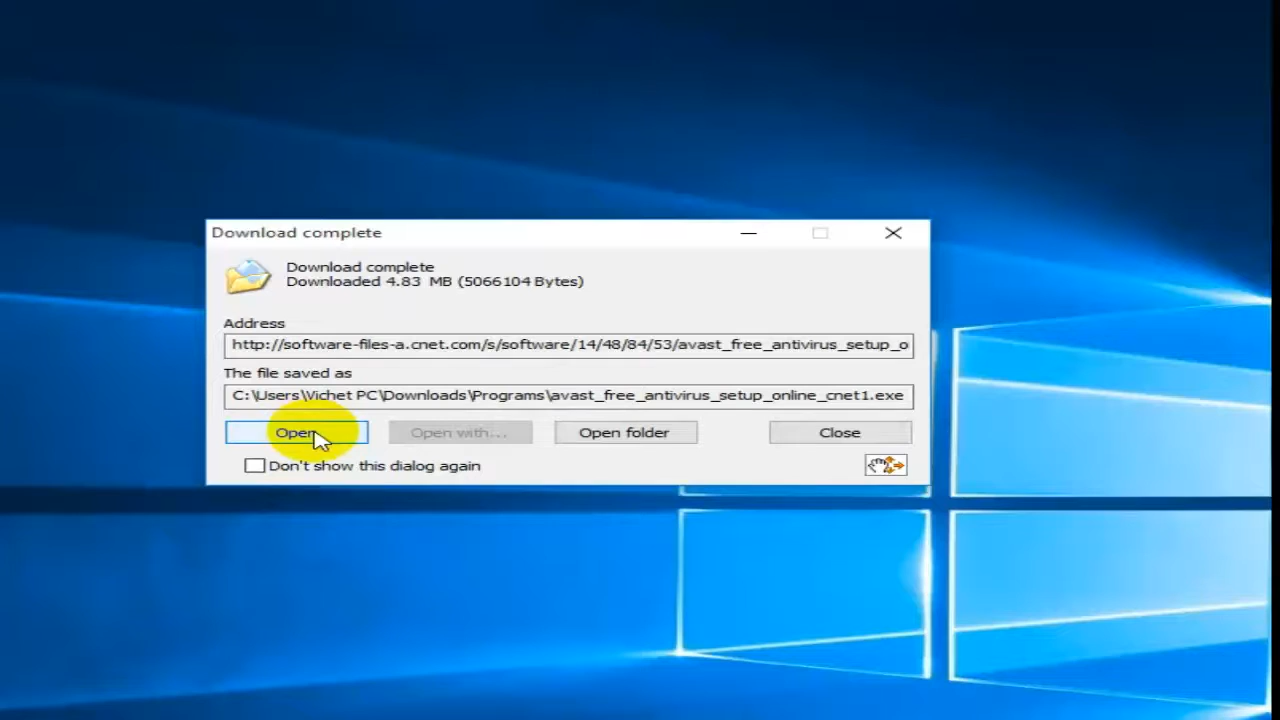 Download complete
Download complete
Downloaded 4.83 MB (5066104 Bytes)
Address
http://software-files-a.cnet.com/s/software/14/48/84/53/avast_free_antivirus_setup_o
The file saved as
C:\Users\Vichet PC\Downloads\Programs\avast_free_antivirus_setup_online_cnet1.exe
Open Open with... Open folder Close
Don't show this dialog again